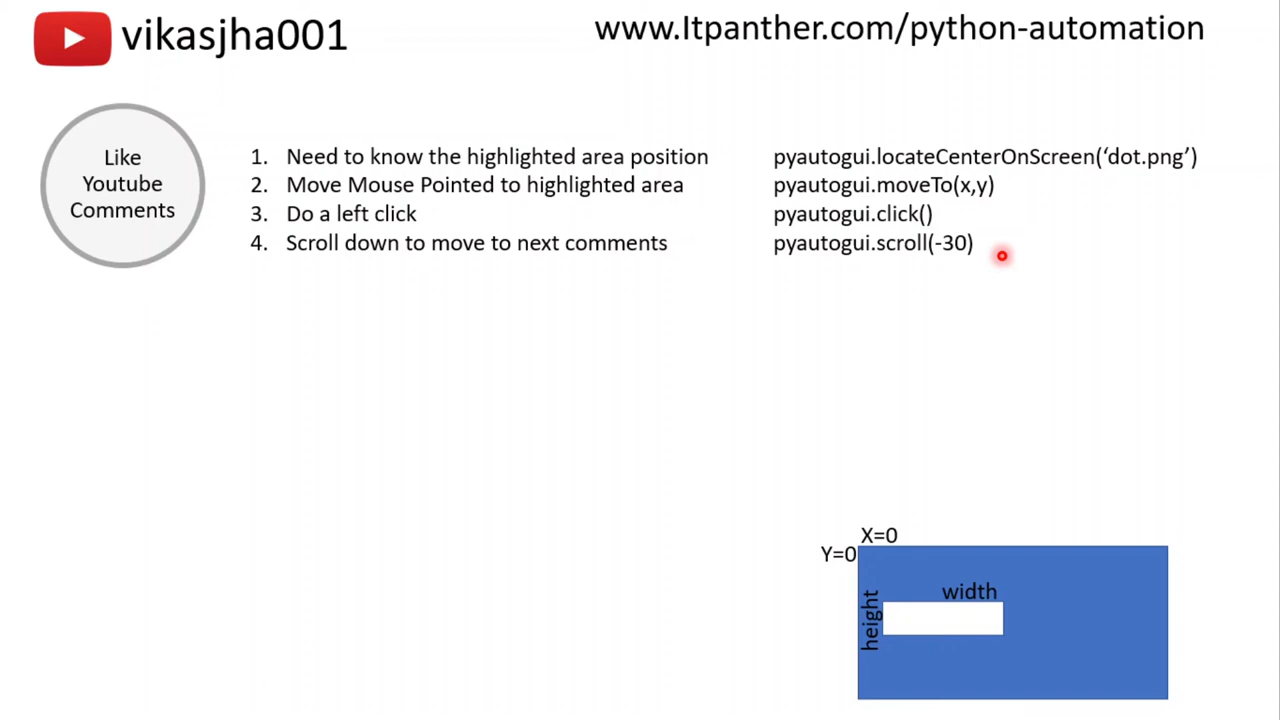 vikasjha001
www.Itpanther.com/python-automation
Like
Youtube
Comments
1. Need to know the highlighted area position
2. Move Mouse Pointed to highlighted area
3. Do a left click
4. Scroll down to move to next comments
pyautogui.locateCenterOnScreen(‘dot.png’)
pyautogui.moveTo(x,y)
pyautogui.click()
pyautogui.scroll(-30)
X=0
Y=0
width
height